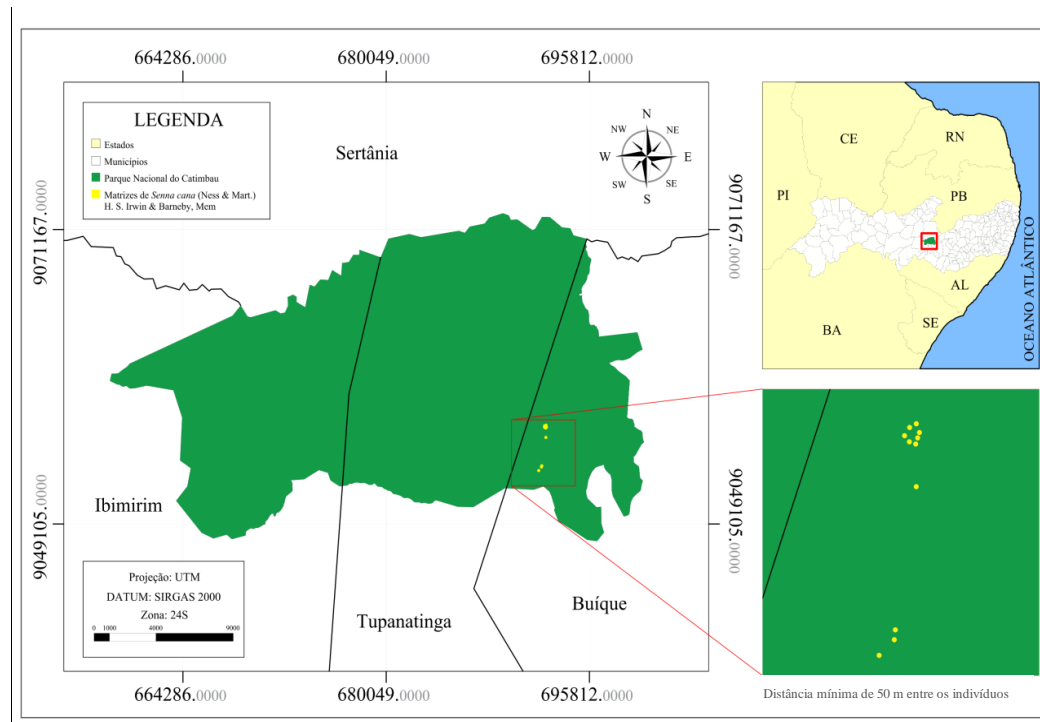 664286.0000
680049.0000
695812.0000
LEGENDA
Estados
Municípios
Parque Nacional do Catimbau
Matrizes de Senna cana (Ness & Mart.)
H. S. Irwin & Barneby, Mem
N
NE
E
SE
S
SW
W
NW
Sertânia
9071167.0000
9071167.0000
9049105.0000
9049105.0000
Ibimirim
Tupanatinga
Buíque
Projeção: UTM
DATUM: SIRGAS 2000
Zona: 24S
0 1000 4000 9000
664286.0000
680049.0000
695812.0000
CE
RN
PI
PB
AL
SE
BA
OCEANO ATLÂNTICO
Distância mínima de 50 m entre os indivíduos